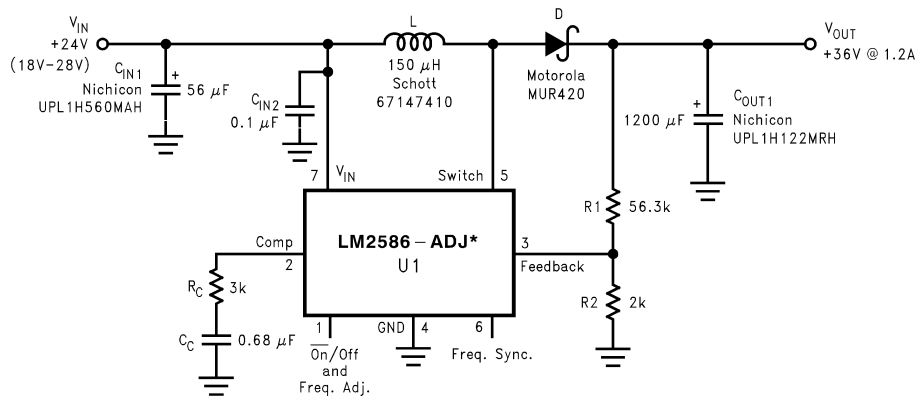 V_IN
+24V
(18V-28V)
C_IN1
Nichicon
UPL1H560MAH
+
56 μF
C_IN2
0.1 μF
L
150 μH
Schott
67147410
D
Motorola
MUR420
V_OUT
+36V @ 1.2A
+
1200 μF
C_OUT1
Nichicon
UPL1H122MRH
7
V_IN
Switch
5
R1
56.3k
LM2586-ADJ*
U1
Comp
2
3
Feedback
R_C
3k
R2
2k
C_C
0.68 μF
1
GND
4
6
O̅n̅/Off
and
Freq. Adj.
Freq. Sync.